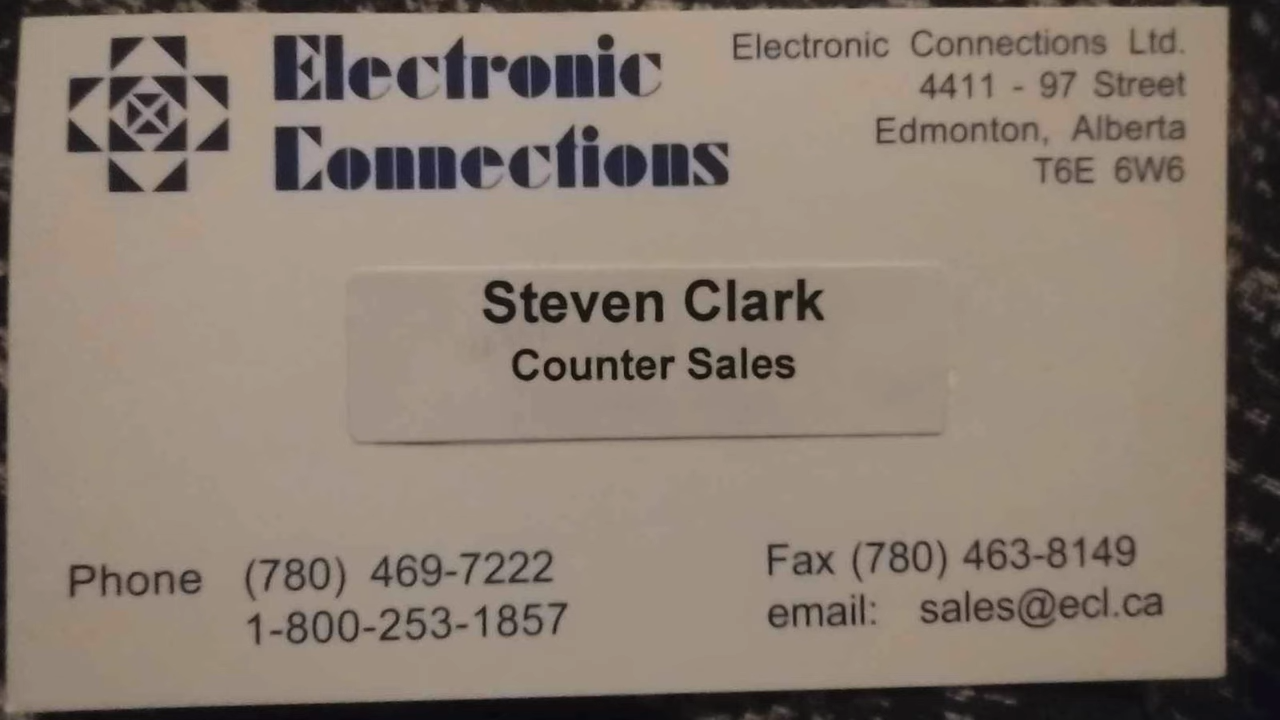 Electronic
Connections
Electronic Connections Ltd.
4411 - 97 Street
Edmonton, Alberta
T6E 6W6
Steven Clark
Counter Sales
Phone (780) 469-7222
1-800-253-1857
Fax (780) 463-8149
email: sales@ecl.ca